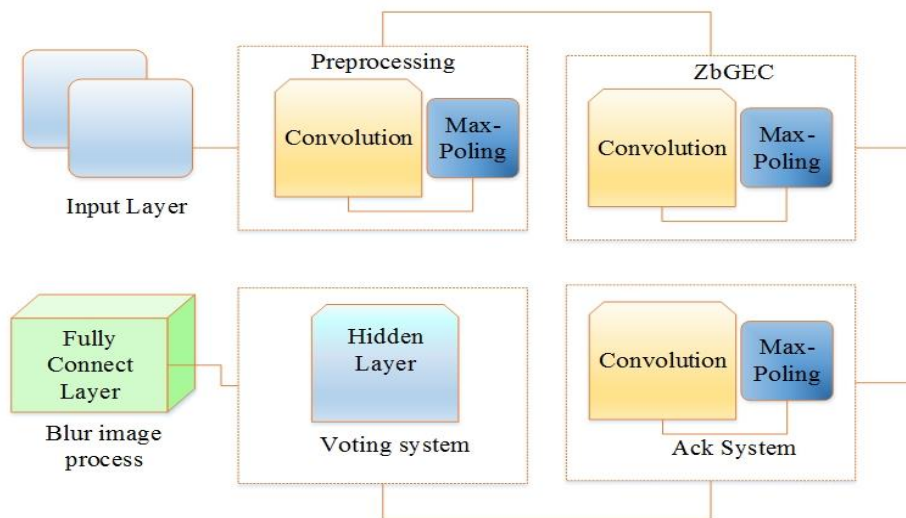 Preprocessing
Convolution
Max-
Poling
Input Layer
ZbGEC
Convolution
Max-
Poling
Fully
Connect
Layer
Blur image
process
Hidden
Layer
Voting system
Convolution
Max-
Poling
Ack System